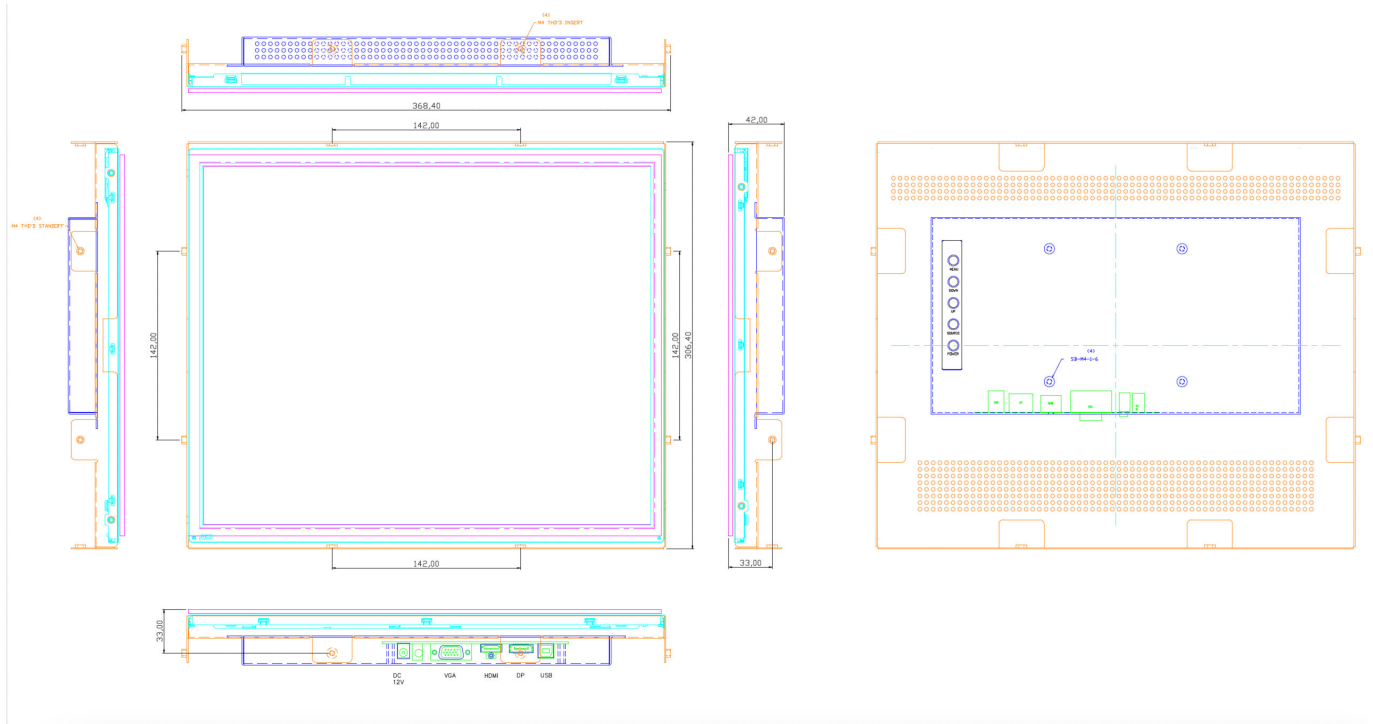 (4)
M4 THD'S INSERT
368,40
142,00
42,00
(4)
M4 THD'S STANDOFF
142,00
142,00
306,40
MENU
DOWN
UP
SOURCE
POWER
(4)
SB-M4-1-6
142,00
33,00
33,00
DC
12V
VGA
HDMI
DP
USB